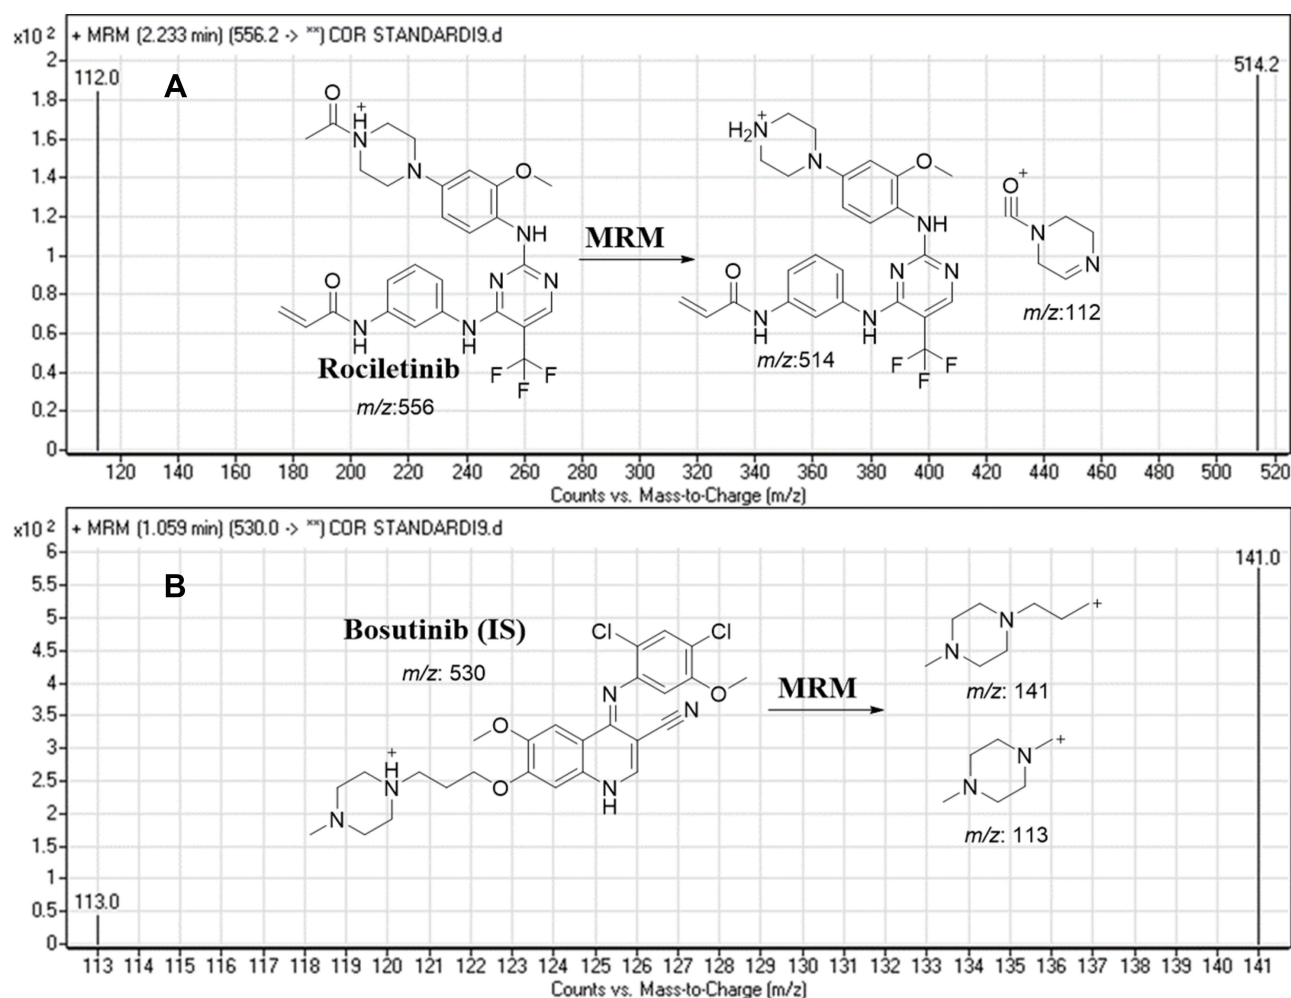 x10 2 + MRM (2.233 min) (556.2 -> **) COR STANDARDI9.d
2
1.8
1.6
1.4
1.2
1
0.8
0.6
0.4
0.2
0
112.0
A
514.2
O
H
+
N
N
O
NH
N
N
O
N
H
N
H
F
F
F
Rociletinib
m/z:556
MRM
H2N
+
N
O
NH
N
N
O
N
H
N
H
F
F
F
m/z:514
O
+
N
N
m/z:112
120 140 160 180 200 220 240 260 280 300 320 340 360 380 400 420 440 460 480 500 520
Counts vs. Mass-to-Charge (m/z)
x10 2 + MRM (1.059 min) (530.0 -> **) COR STANDARDI9.d
6
5.5
5
4.5
4
3.5
3
2.5
2
1.5
1
0.5
0
113.0
B
141.0
Bosutinib (IS)
m/z: 530
Cl
Cl
N
O
N
O
+
H
N
N
O
N
H
MRM
N
+
N
m/z: 141
N
+
N
m/z: 113
113 114 115 116 117 118 119 120 121 122 123 124 125 126 127 128 129 130 131 132 133 134 135 136 137 138 139 140 141
Counts vs. Mass-to-Charge (m/z)